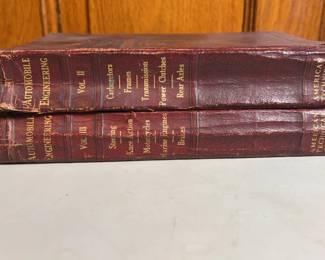 AUTOMOBILE
ENGINEERING
VOL. II
Carburetors
Frames
Transmission
Power Clutches
Rear Axles
AMERICAN
AUTOMOBILE
ENGINEERING
VOL. III
Steering
Motorcycles
Brakes
AMERICAN